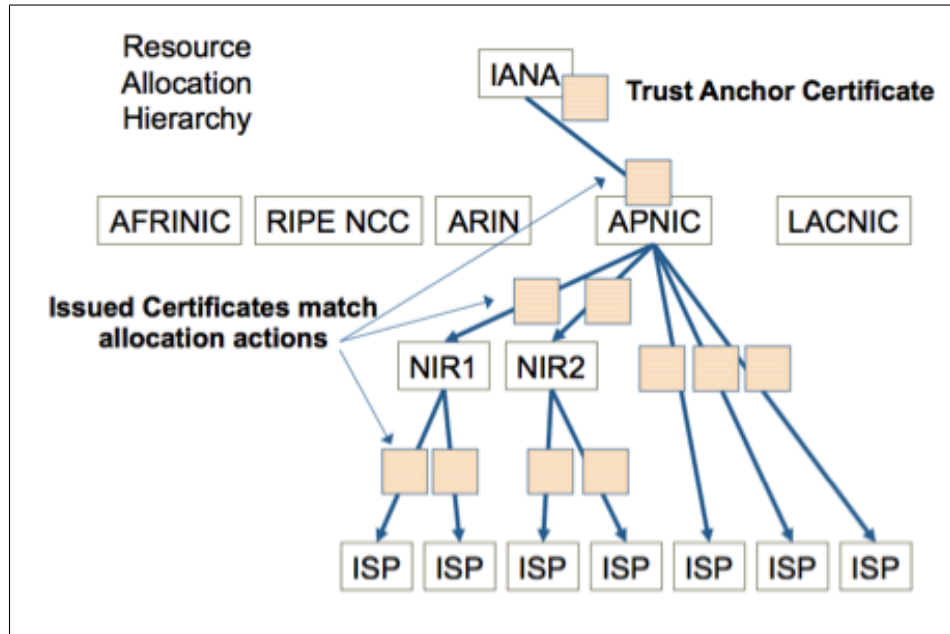 Resource
Allocation
Hierarchy
IANA
Trust Anchor Certificate
AFRINIC
RIPE NCC
ARIN
APNIC
LACNIC
Issued Certificates match
allocation actions
NIR1
NIR2
ISP
ISP
ISP
ISP
ISP
ISP
ISP